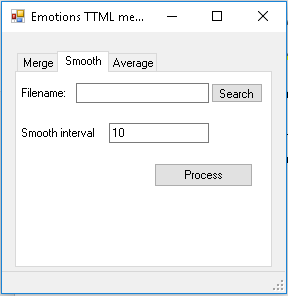 Emotions TTML me...
Merge Smooth Average
Filename: Search
Smooth interval 10
Process